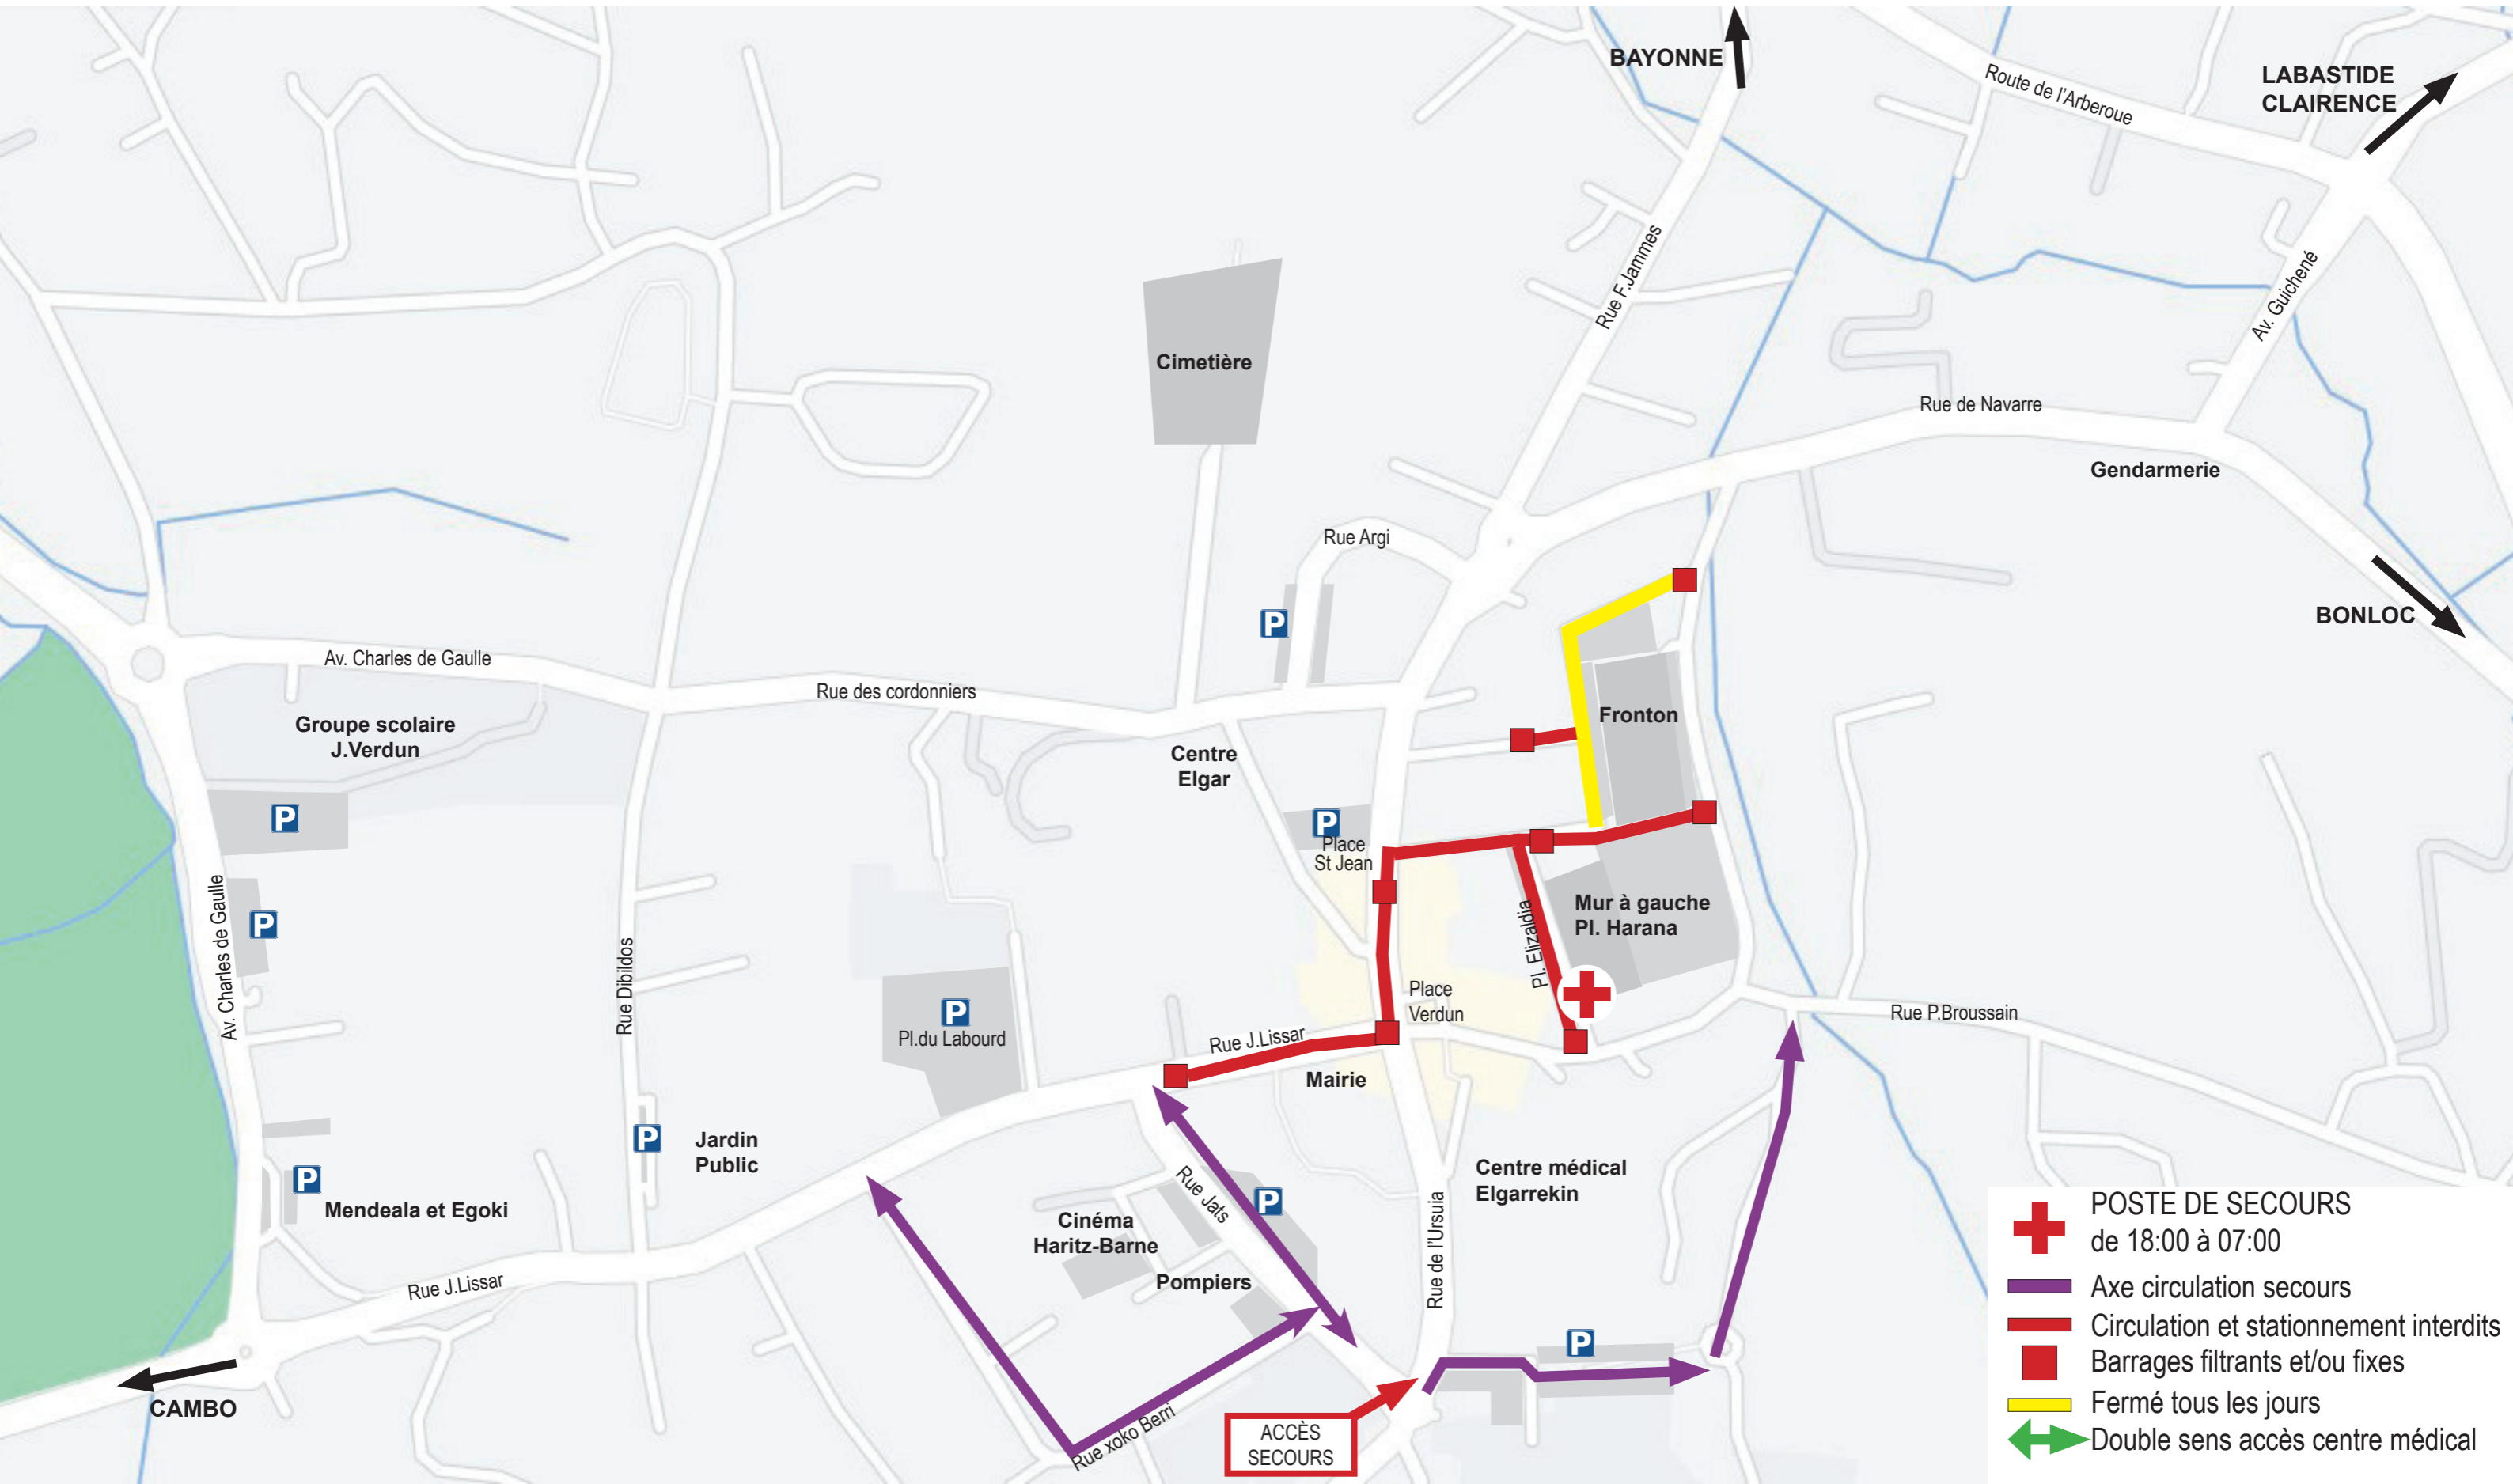 BAYONNE
Route de l'Arberoue
LABASTIDE
CLAIRENCE
Rue F.Jammes
Av. Guichené
Cimetière
Rue de Navarre
Gendarmerie
Rue Argi
BONLOC
P
Av. Charles de Gaulle
Rue des cordonniers
Groupe scolaire
J.Verdun
Fronton
Centre
Elgar
P
P
Place
St Jean
Av. Charles de Gaulle
P
Rue Dibildos
Pl. Elizaldia
Mur à gauche
Pl. Harana
P
Pl.du Labourd
Place
Verdun
Rue J.Lissar
Rue P.Broussain
Mairie
P
Jardin
Public
P
Mendeala et Egoki
Rue Jats
P
Cinéma
Haritz-Barne
Pompiers
Centre médical
Elgarrekin
Rue de l'Ursuia
Rue J.Lissar
P
CAMBO
Rue xoko Berri
ACCÈS
SECOURS
POSTE DE SECOURS
de 18:00 à 07:00
Axe circulation secours
Circulation et stationnement interdits
Barrages filtrants et/ou fixes
Fermé tous les jours
Double sens accès centre médical